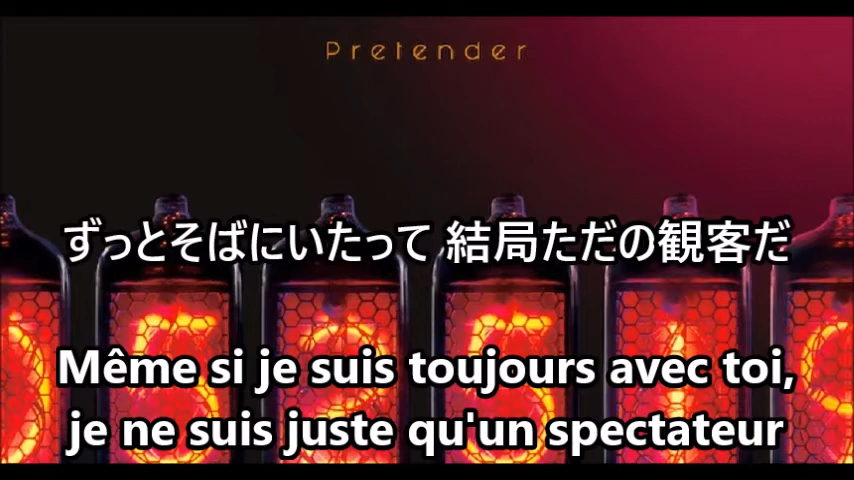 Pretender
ずっとそばにいたって 結局ただの観客だ
Même si je suis toujours avec toi,
je ne suis juste qu'un spectateur